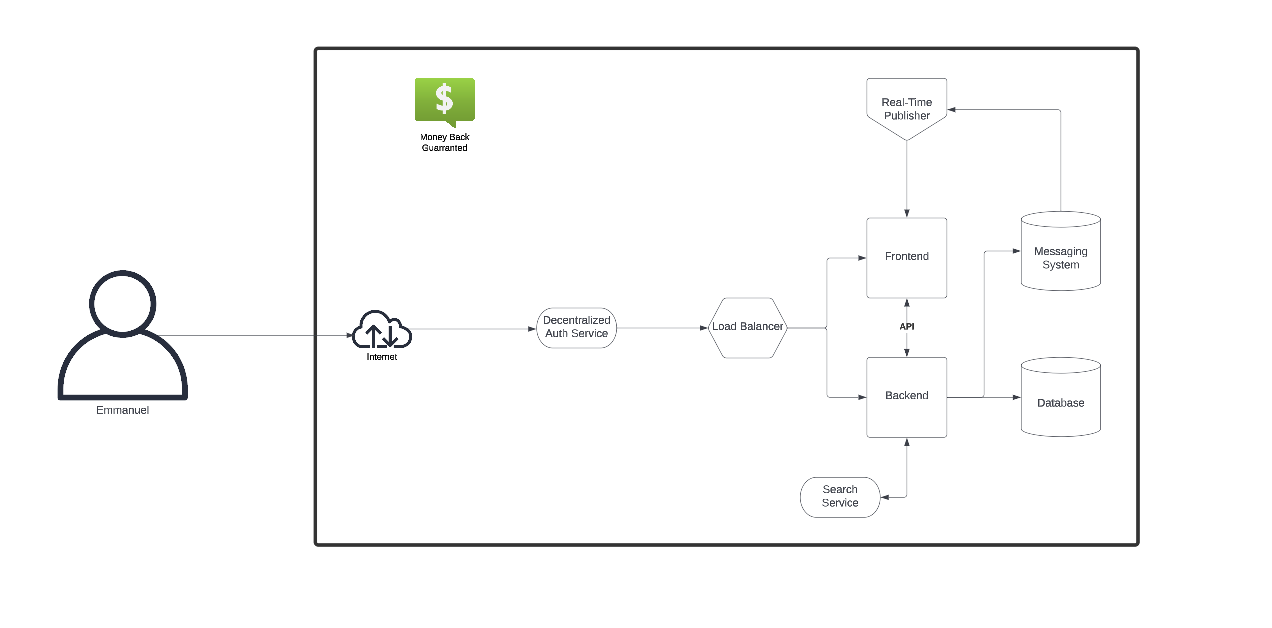 $
Money Back
Guarranted
Real-Time
Publisher
Frontend
Messaging
System
Emmanuel
Internet
Decentralized
Auth Service
Load Balancer
API
Backend
Database
Search
Service